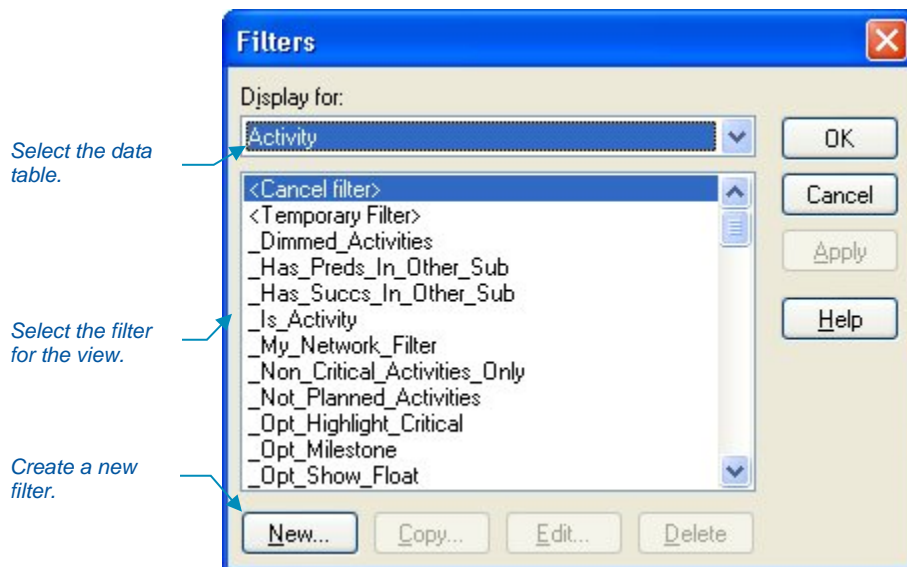 Filters
Display for:
Activity
OK
Select the data
table.
<Cancel filter>
Cancel
<Temporary Filter>
_Dimmed_Activities
Apply
_Has_Preds_In_Other_Sub
_Has_Succs_In_Other_Sub
_Is_Activity
Help
Select the filter
for the view.
_My_Network_Filter
_Non_Critical_Activities_Only
_Not_Planned_Activities
_Opt_Highlight_Critical
_Opt_Milestone
_Opt_Show_Float
Create a new
filter.
New...
Copy...
Edit...
Delete